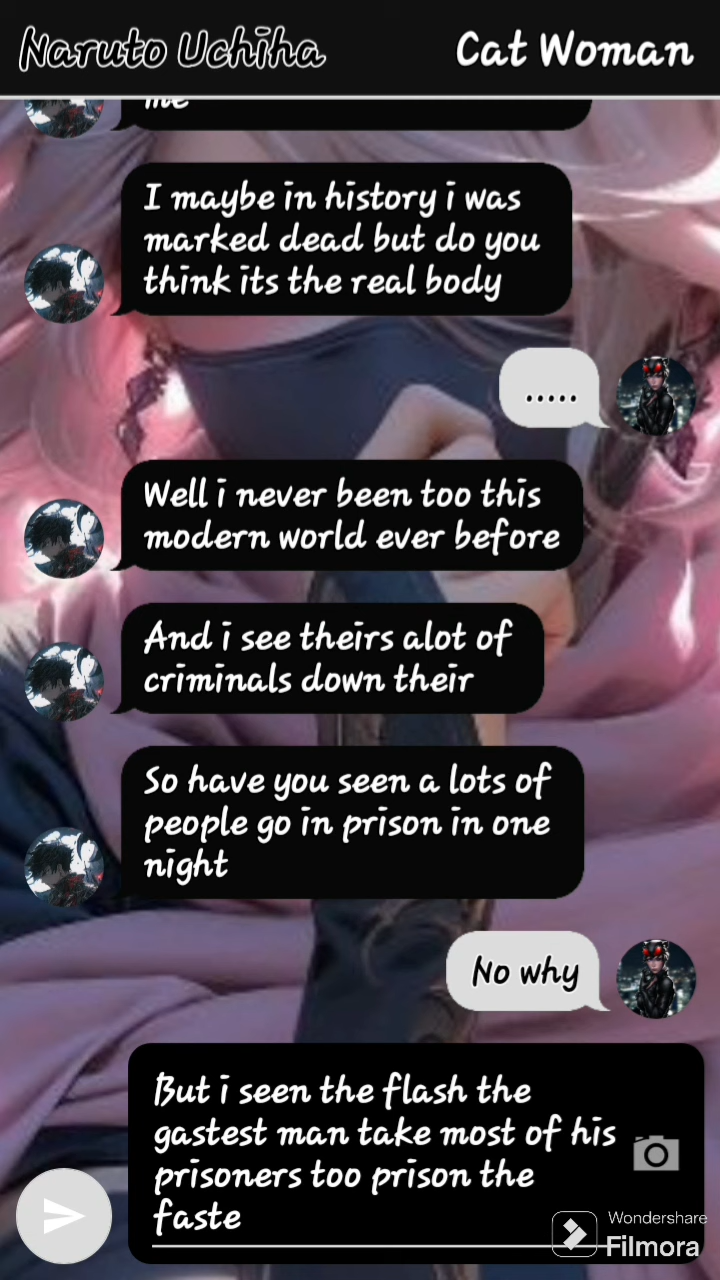 Naruto Uchiha
Cat Woman
me
I maybe in history i was
marked dead but do you
think its the real body
.....
Well i never been too this
modern world ever before
And i see theirs alot of
criminals down their
So have you seen a lots of
people go in prison in one
night
No why
But i seen the flash the
gastest man take most of his
prisoners too prison the
faste
Wondershare
Filmora